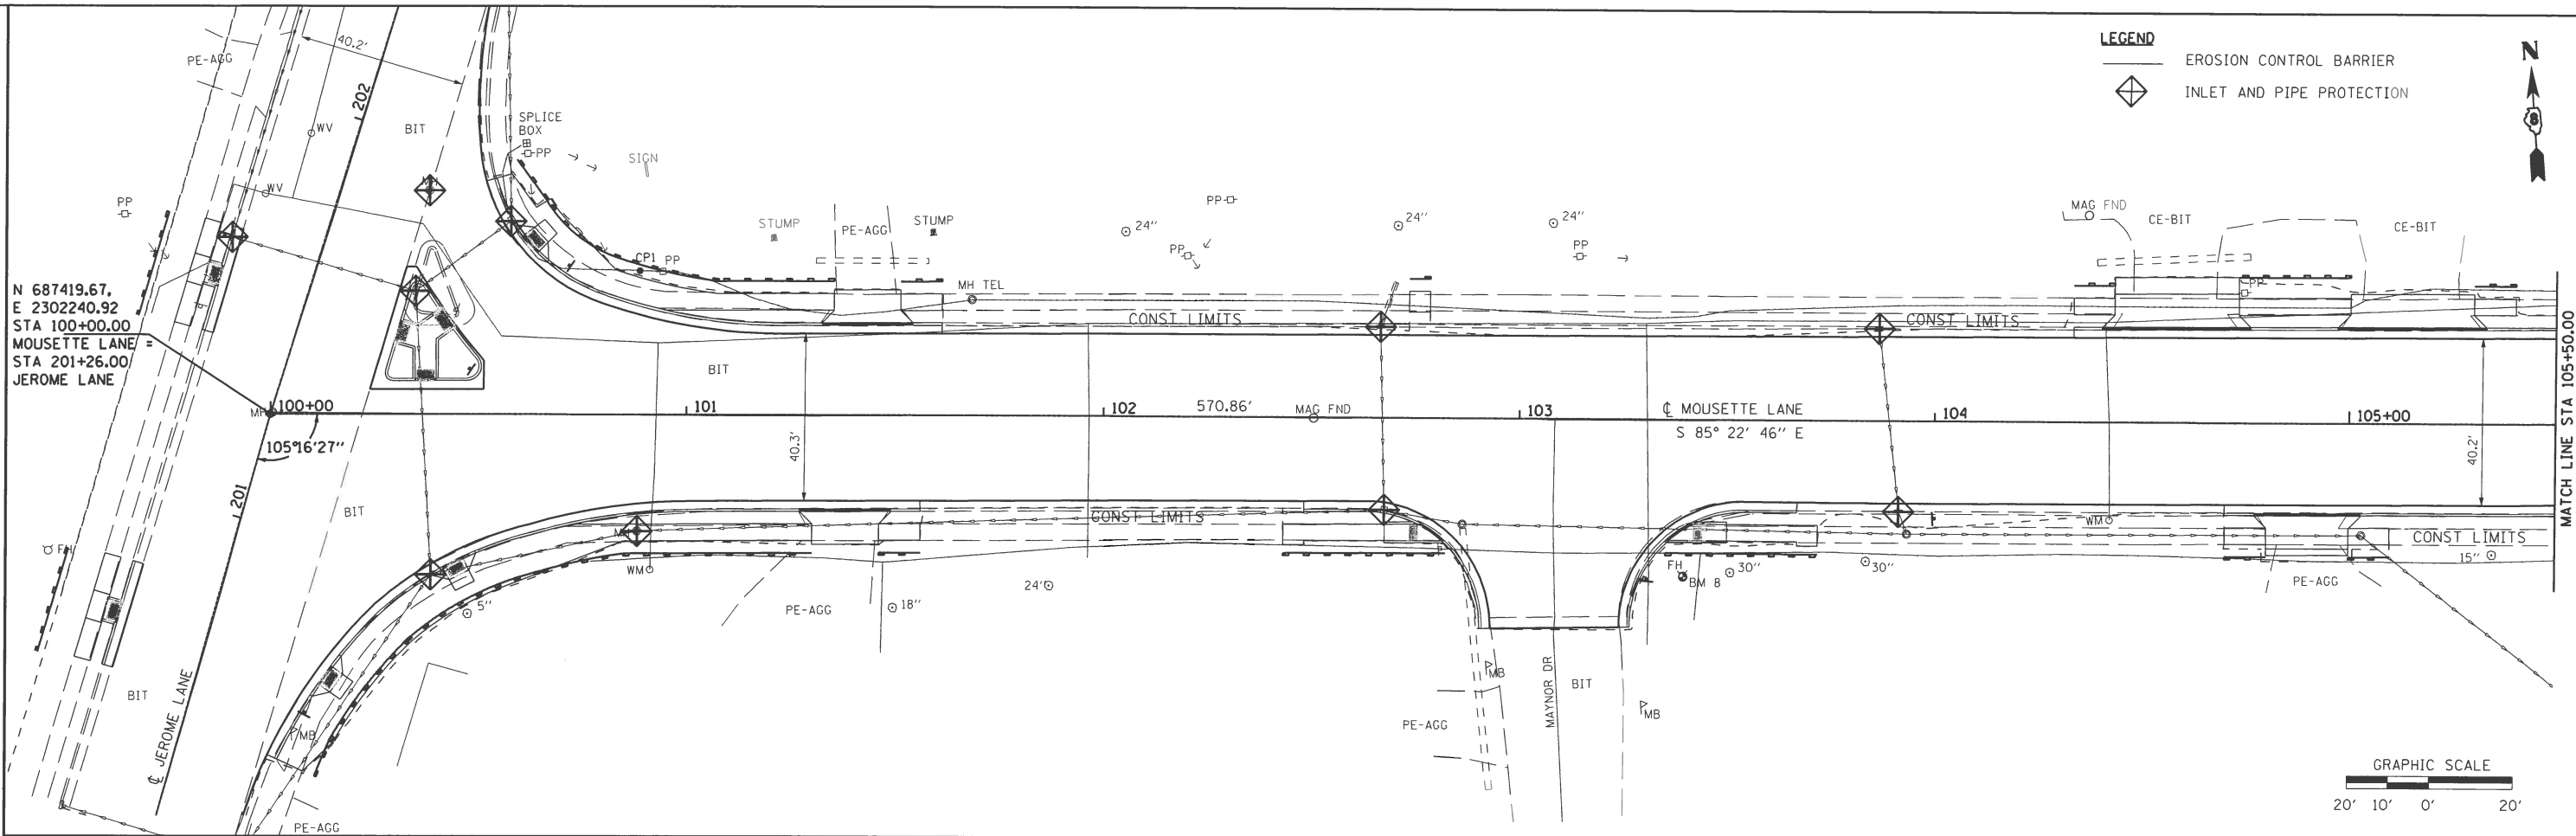 LEGEND
EROSION CONTROL BARRIER
INLET AND PIPE PROTECTION
N
8
40.2'
PE-AGG
202
WV
BIT
SPLICE
BOX
PP
SIGN
WV
PP
STUMP
PE-AGG
STUMP
24"
PP
PP
24"
24"
PP
MAG FND
CE-BIT
CE-BIT
CP1
PP
MH TEL
PP
N 687419.67,
E 2302240.92
STA 100+00.00
MOUSETTE LANE =
STA 201+26.00
JEROME LANE
CONST LIMITS
CONST LIMITS
BIT
MH
100+00
101
102
570.86'
MAG FND
103
℄ MOUSETTE LANE
S 85° 22' 46" E
104
105+00
MATCH LINE STA 105+50.00
105°16'27"
40.3'
40.2'
201
BIT
CONST LIMITS
WM
CONST LIMITS
FH
WM
15"
5"
PE-AGG
18"
24"
FH
BM 8
30"
30"
PE-AGG
BIT
℄ JEROME LANE
MB
PE-AGG
MB
PE-AGG
MAYNOR DR
BIT
MB
GRAPHIC SCALE
20' 10' 0' 20'